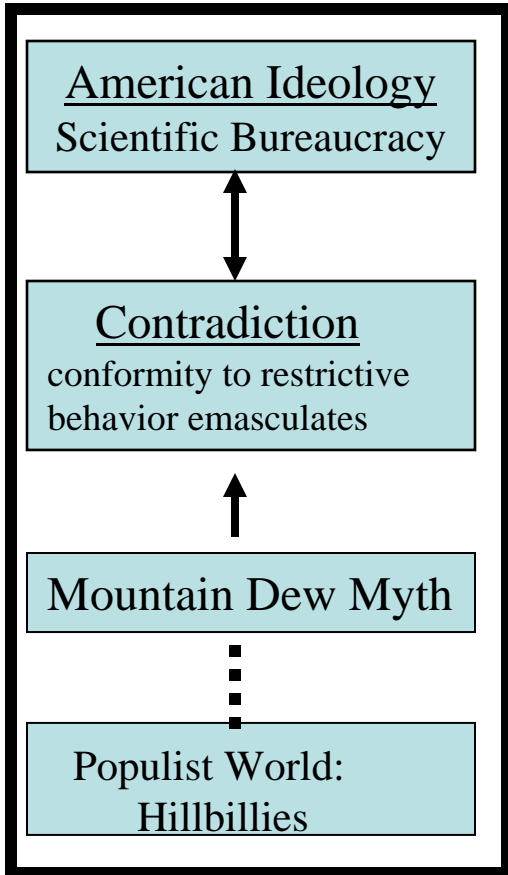 American Ideology
Scientific Bureaucracy
Contradiction
conformity to restrictive
behavior emasculates
Mountain Dew Myth
Populist World:
Hillbillies